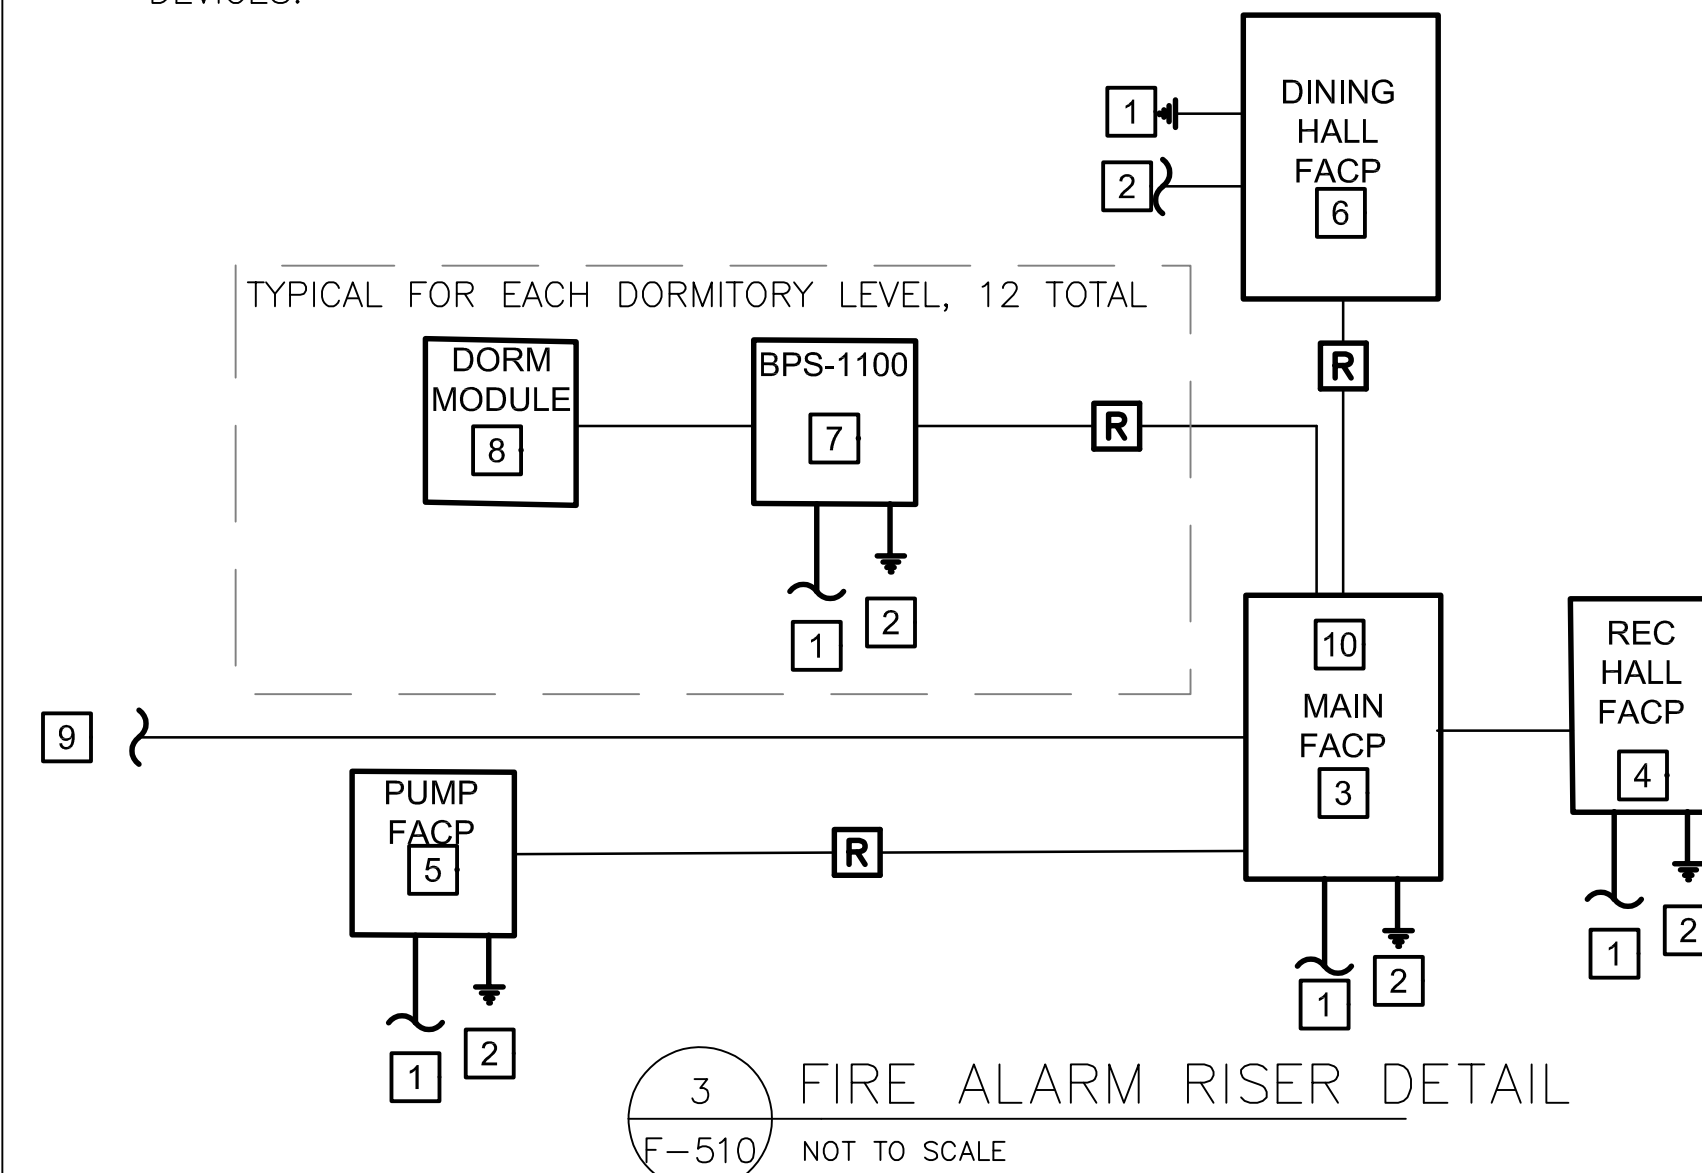 DEVICES.
DINING
HALL
FACP
6
1
2
R
TYPICAL FOR EACH DORMITORY LEVEL, 12 TOTAL
DORM
MODULE
8
BPS-1100
7
R
1
2
10
MAIN
FACP
3
REC
HALL
FACP
4
9
PUMP
FACP
5
R
1
2
1
2
1
2
3
F-510
FIRE ALARM RISER DETAIL
NOT TO SCALE